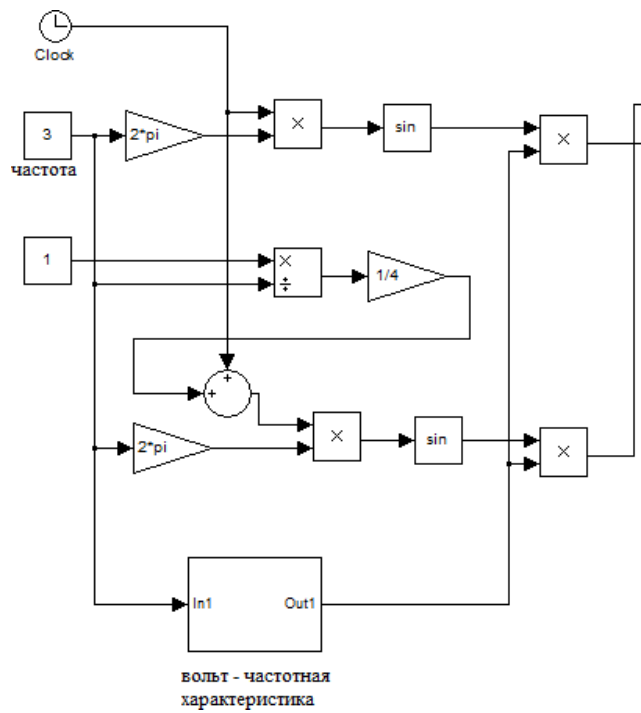 Clock
3
2*pi
×
sin
×
частота
1
×
÷
1/4
+
+
2*pi
×
sin
×
In1 Out1
вольт - частотная
характеристика